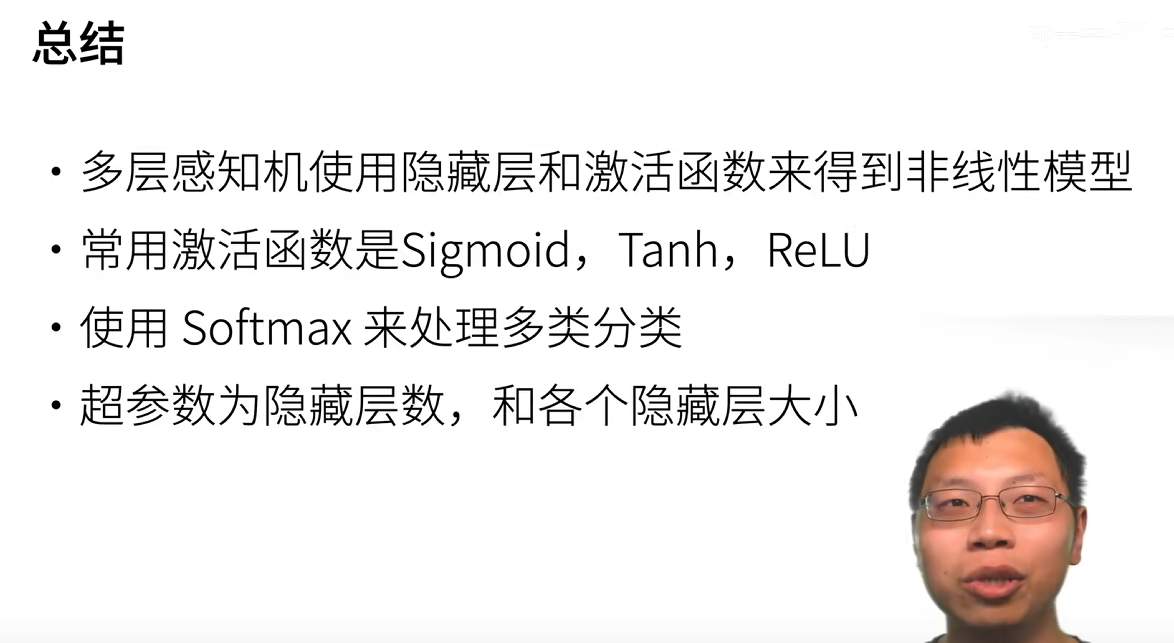 总结
• 多层感知机使用隐藏层和激活函数来得到非线性模型
• 常用激活函数是Sigmoid，Tanh，ReLU
• 使用 Softmax 来处理多类分类
• 超参数为隐藏层数，和各个隐藏层大小